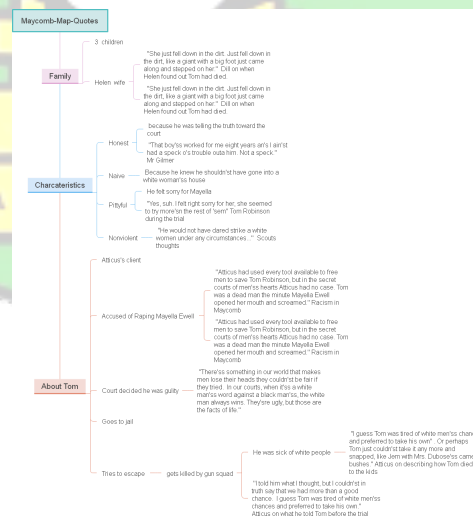 Maycomb-Map-Quotes
Family
3 children
Helen wife
"She just fell down in the dirt. Just fell down in
the dirt, like a giant with a big foot just came
along and stepped on her." Dill on when
Helen found out Tom had died.
"She just fell down in the dirt. Just fell down in
the dirt, like a giant with a big foot just came
along and stepped on her." Dill on when
Helen found out Tom had died.
Charcateristics
Honest
because he was telling the truth toward the
court
"That boy'ss worked for me eight years an's I ain'st
had a speck o's trouble outa him. Not a speck."
Mr Gilmer
Naive
Because he knew he shouldn'st have gone into a
white woman'ss house
Pittyful
He felt sorry for Mayella
"Yes, suh. I felt right sorry for her, she seemed
to try more'sn the rest of 'sem" Tom Robinson
during the trial
Nonviolent
"He would not have dared strike a white
women under any circumstances..." Scouts
thoughts
About Tom
Atticus's client
Accused of Raping Mayella Ewell
"Atticus had used every tool available to free
men to save Tom Robinson, but in the secret
courts of men'ss hearts Atticus had no case. Tom
was a dead man the minute Mayella Ewell
opened her mouth and screamed." Racism in
Maycomb
"Atticus had used every tool available to free
men to save Tom Robinson, but in the secret
courts of men'ss hearts Atticus had no case. Tom
was a dead man the minute Mayella Ewell
opened her mouth and screamed." Racism in
Maycomb
Court decided he was guilty
"There'ss something in our world that makes
men lose their heads they couldn'st be fair if
they tried. In our courts, when it'ss a white
man'ss word against a black man'ss, the white
man always wins. They'sre ugly, but those are
the facts of life."
Goes to jail
Tries to escape
gets killed by gun squad
He was sick of white people
"I guess Tom was tired of white men'ss chanc
and preferred to take his own" . Or perhaps
Tom just couldn'st take it any more and
snapped, like Jem with Mrs. Dubose'ss came
bushes." Atticus on describing how Tom died
to the kids
"I told him what I thought, but I couldn'st in
truth say that we had more than a good
chance. I guess Tom was tired of white men'ss
chances and preferred to take his own."
Atticus on what he told Tom before the trial